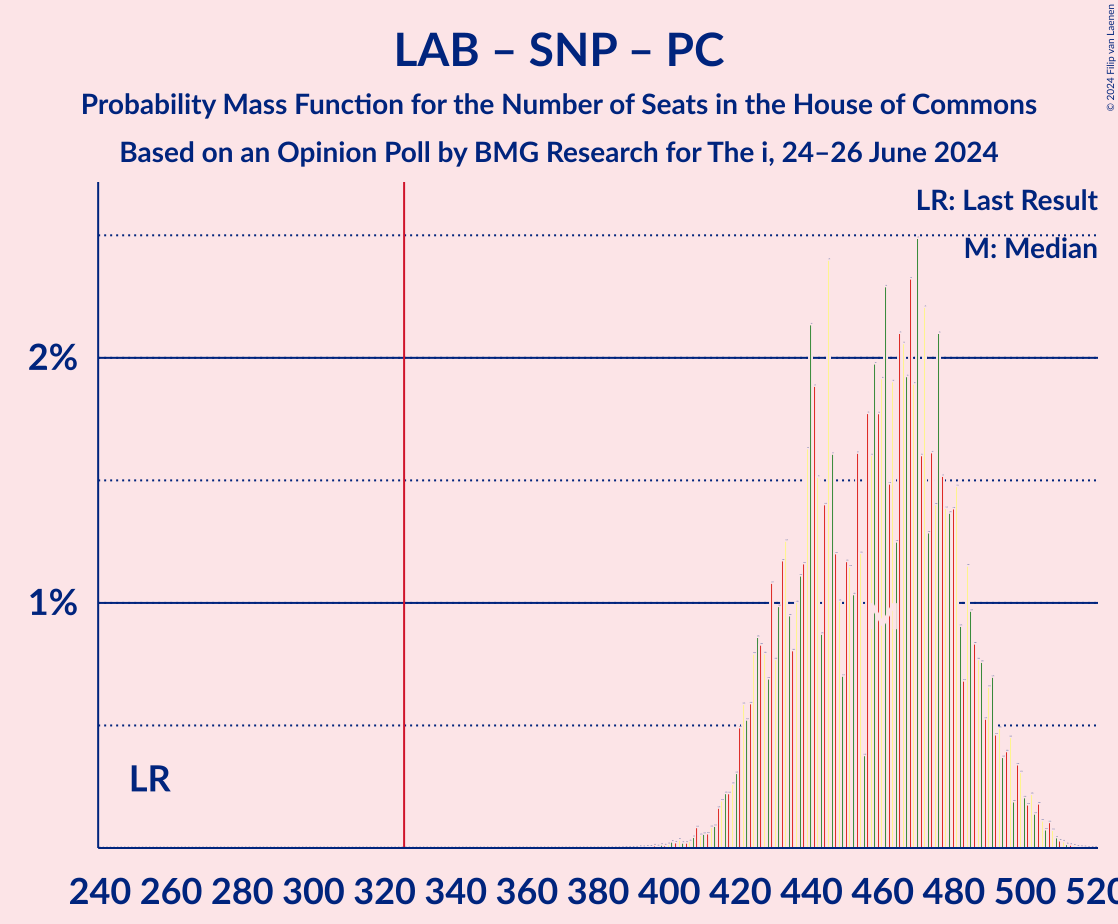 LAB – SNP – PC
Probability Mass Function for the Number of Seats in the House of Commons
Based on an Opinion Poll by BMG Research for The i, 24–26 June 2024
© 2024 Filip van Laenen
LR: Last Result
M: Median
2%
1%
LR
240 260 280 300 320 340 360 380 400 420 440 460 480 500 520